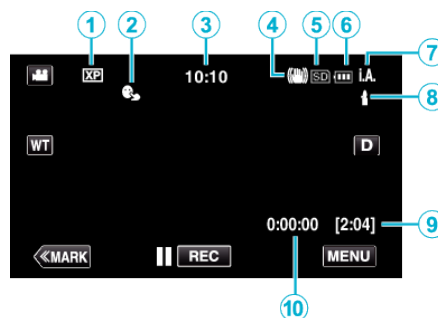 1 2 3 4 5 6 7
XP 10:10 SD i.A.
8
WT D
0:00:00 [2:04] 9
≪MARK REC MENU
10